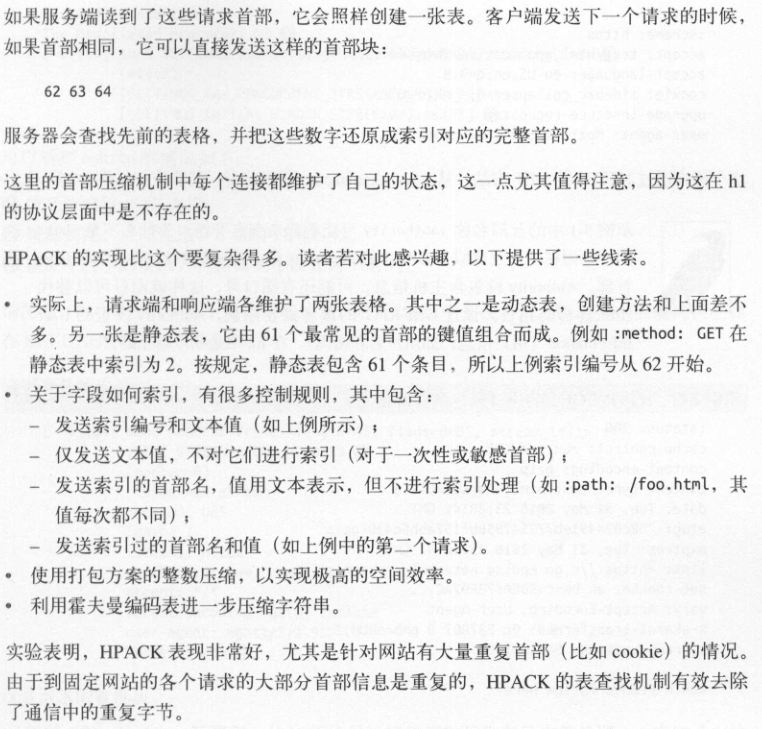 如果服务端读到了这些请求首部，它会照样创建一张表。客户端发送下一个请求的时候，
如果首部相同，它可以直接发送这样的首部块：
62 63 64
服务器会查找先前的表格，并把这些数字还原成索引对应的完整首部。
这里的首部压缩机制中每个连接都维护了自己的状态，这一点尤其值得注意，因为这在 h1
的协议层面中是不存在的。
HPACK 的实现比这个要复杂得多。读者若对此感兴趣，以下提供了一些线索。
• 实际上，请求端和响应端各维护了两张表格。其中之一是动态表，创建方法和上面差不
多。另一张是静态表，它由 61 个最常见的首部的键值组合而成。例如 :method: GET 在
静态表中索引为 2。按规定，静态表包含 61 个条目，所以上例索引编号从 62 开始。
• 关于字段如何索引，有很多控制规则，其中包含：
– 发送索引编号和文本值（如上例所示）；
– 仅发送文本值，不对它们进行索引（对于一次性或敏感首部）；
– 发送索引的首部名，值用文本表示，但不进行索引处理（如 :path: /foo.html，其
值每次都不同）；
– 发送索引过的首部名和值（如上例中的第二个请求）。
• 使用打包方案的整数压缩，以实现极高的空间效率。
• 利用霍夫曼编码表进一步压缩字符串。
实验表明，HPACK 表现非常好，尤其是针对网站有大量重复首部（比如 cookie）的情况。
由于到固定网站的各个请求的大部分首部信息是重复的，HPACK 的表查找机制有效去除
了通信中的重复字节。